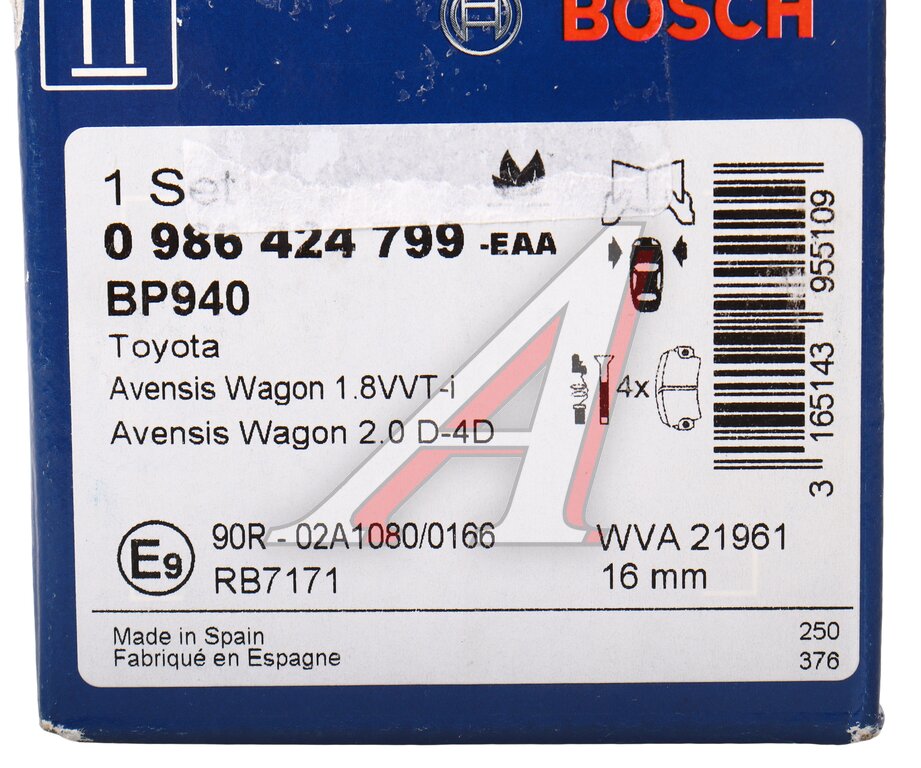 BOSCH
1 Set
0 986 424 799 -EAA
BP940
Toyota
Avensis Wagon 1.8VVT-i
Avensis Wagon 2.0 D-4D
4x
3 165143 955109
E9
90R - 02A1080/0166
RB7171
WVA 21961
16 mm
Made in Spain
Fabriqué en Espagne
250
376